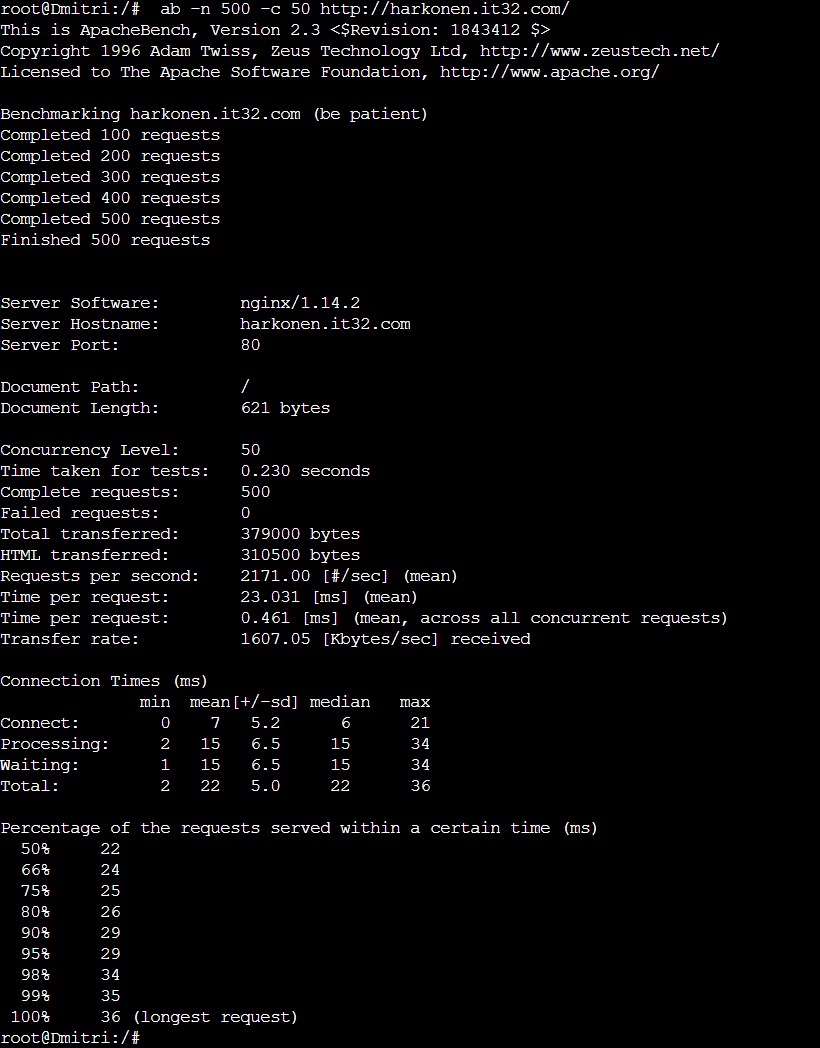 root@Dmitri:/#  ab -n 500 -c 50 http://harkonen.it32.com/
This is ApacheBench, Version 2.3 <$Revision: 1843412 $>
Copyright 1996 Adam Twiss, Zeus Technology Ltd, http://www.zeustech.net/
Licensed to The Apache Software Foundation, http://www.apache.org/

Benchmarking harkonen.it32.com (be patient)
Completed 100 requests
Completed 200 requests
Completed 300 requests
Completed 400 requests
Completed 500 requests
Finished 500 requests


Server Software:        nginx/1.14.2
Server Hostname:        harkonen.it32.com
Server Port:            80

Document Path:          /
Document Length:        621 bytes

Concurrency Level:      50
Time taken for tests:   0.230 seconds
Complete requests:      500
Failed requests:        0
Total transferred:      379000 bytes
HTML transferred:       310500 bytes
Requests per second:    2171.00 [#/sec] (mean)
Time per request:       23.031 [ms] (mean)
Time per request:       0.461 [ms] (mean, across all concurrent requests)
Transfer rate:          1607.05 [Kbytes/sec] received

Connection Times (ms)
              min  mean[+/-sd] median   max
Connect:        0    7   5.2      6      21
Processing:     2   15   6.5     15      34
Waiting:        1   15   6.5     15      34
Total:          2   22   5.0     22      36

Percentage of the requests served within a certain time (ms)
  50%     22
  66%     24
  75%     25
  80%     26
  90%     29
  95%     29
  98%     34
  99%     35
 100%     36 (longest request)
root@Dmitri:/#